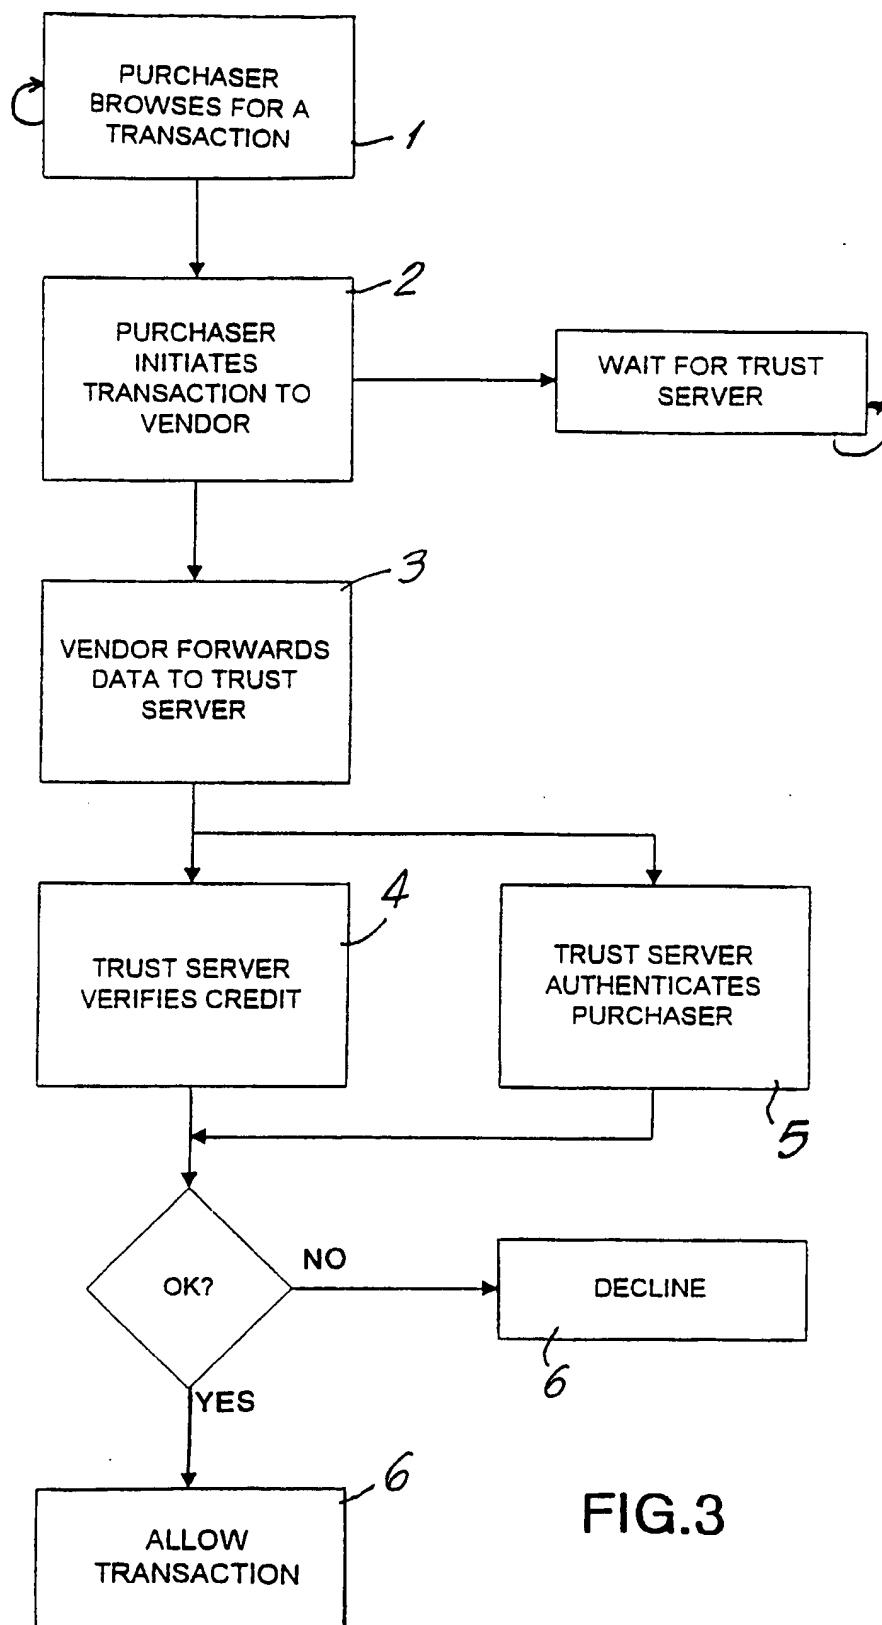 PURCHASER
BROWSES FOR A
TRANSACTION
1
2
PURCHASER
INITIATES
TRANSACTION TO
VENDOR
WAIT FOR TRUST
SERVER
3
VENDOR FORWARDS
DATA TO TRUST
SERVER
4
TRUST SERVER
VERIFIES CREDIT
TRUST SERVER
AUTHENTICATES
PURCHASER
5
OK?
NO
DECLINE
6
YES
6
ALLOW
TRANSACTION
FIG.3